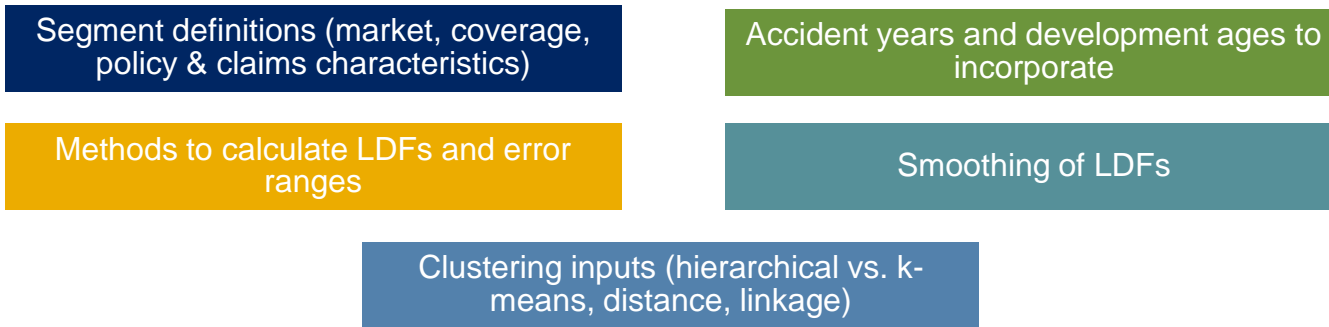 Segment definitions (market, coverage,
policy & claims characteristics)
Accident years and development ages to
incorporate
Methods to calculate LDFs and error
ranges
Smoothing of LDFs
Clustering inputs (hierarchical vs. k-
means, distance, linkage)